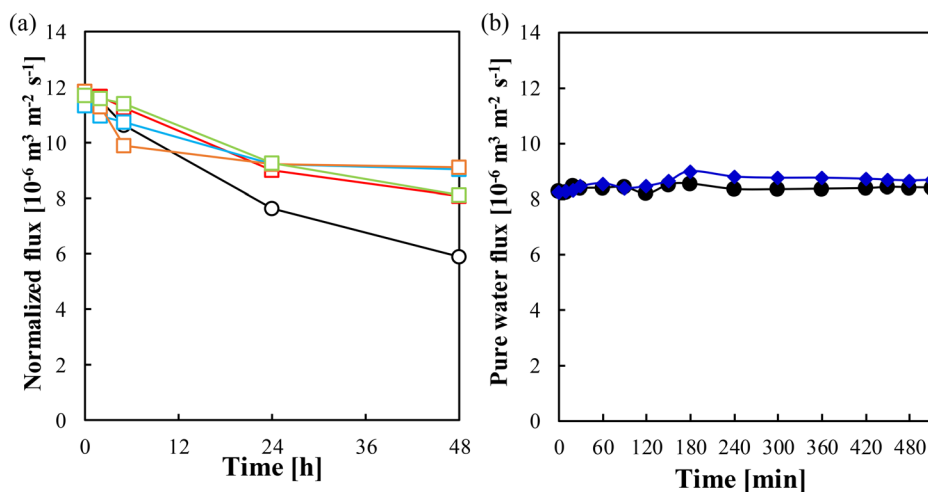 (a)
Normalized flux [10⁻⁶ m³ m⁻² s⁻¹]
14
12
10
8
6
4
2
0
0 12 24 36 48
Time [h]
(b)
Pure water flux [10⁻⁶ m³ m⁻² s⁻¹]
14
12
10
8
6
4
2
0
0 60 120 180 240 300 360 420 480
Time [min]